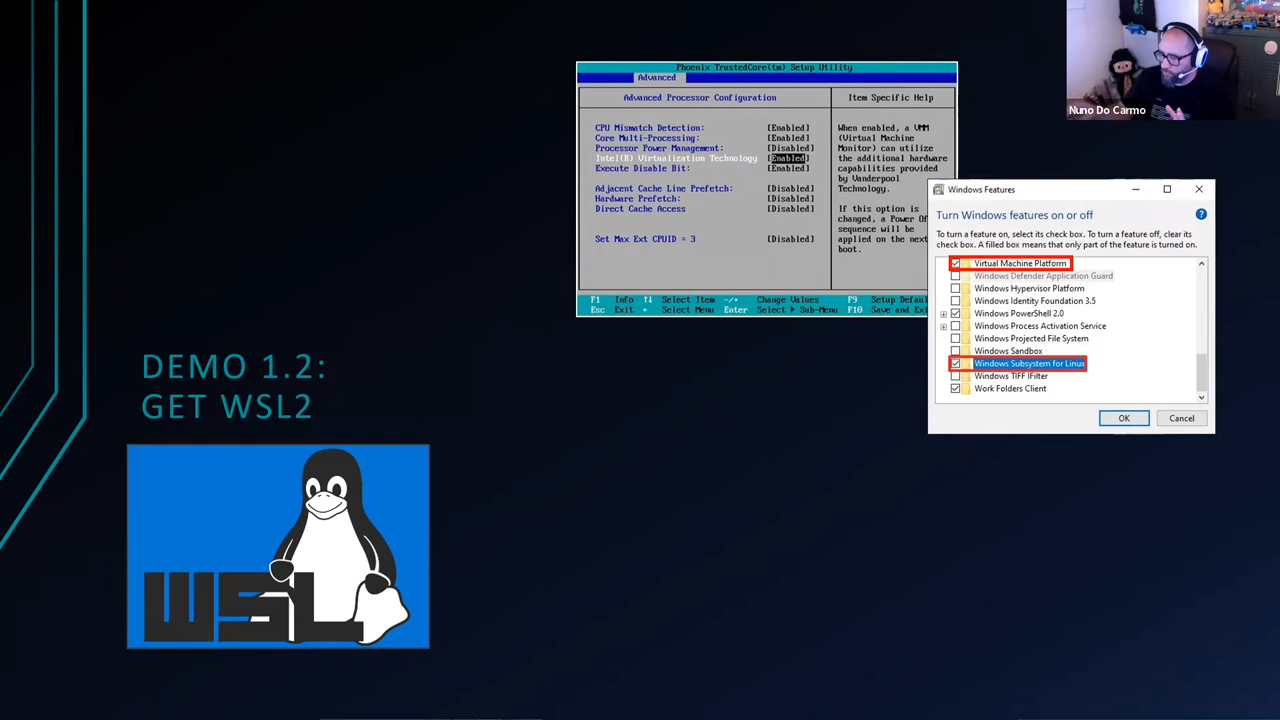 Phoenix TrustedCore(tm) Setup Utility
Advanced
Advanced Processor Configuration
Item Specific Help
CPU Mismatch Detection: [Enabled]
Core Multi-Processing: [Enabled]
Processor Power Management: [Disabled]
Intel(R) Virtualization Technology [Enabled]
Execute Disable Bit: [Enabled]
Adjacent Cache Line Prefetch: [Disabled]
Hardware Prefetch: [Disabled]
Direct Cache Access [Disabled]
Set Max Ext CPUID = 3 [Disabled]
When enabled, a VMM
(Virtual Machine
Monitor) can utilize
the additional hardware
capabilities provided
by Vanderpool
Technology.
If this option is
changed, a Power Of
sequence will be
applied on the next
boot.
F1 Info ↑↓ Select Item -/+ Change Values F9 Setup Defau
Esc Exit + Select Menu Enter Select ▸ Sub-Menu F10 Save and Exi
Nuno Do Carmo
Windows Features
Turn Windows features on or off
To turn a feature on, select its check box. To turn a feature off, clear its
check box. A filled box means that only part of the feature is turned on.
Virtual Machine Platform
Windows Defender Application Guard
Windows Hypervisor Platform
Windows Identity Foundation 3.5
Windows PowerShell 2.0
Windows Process Activation Service
Windows Projected File System
Windows Sandbox
Windows Subsystem for Linux
Windows TIFF IFilter
Work Folders Client
OK Cancel
DEMO 1.2:
GET WSL2
WSL